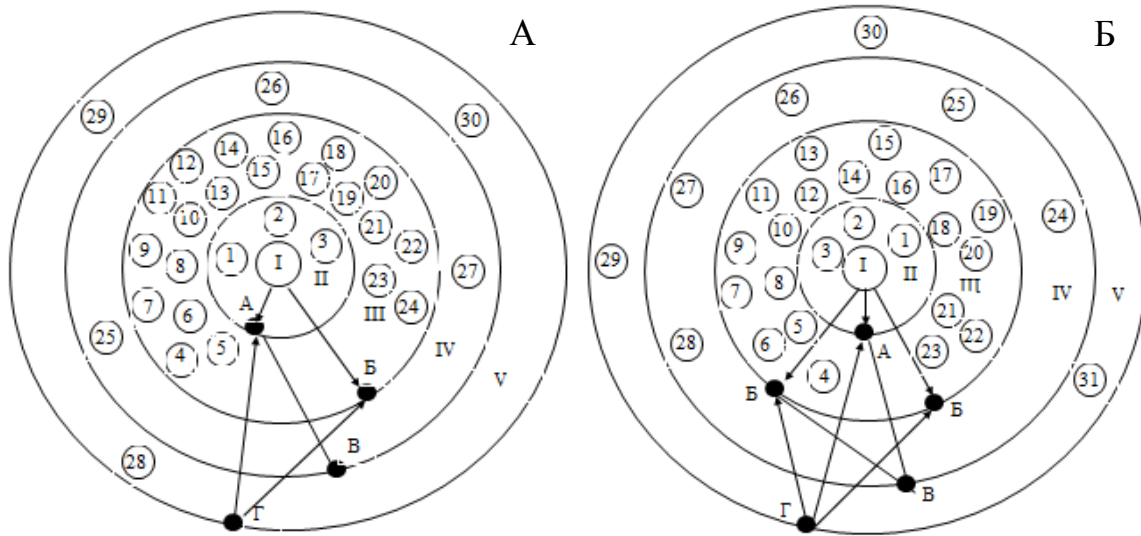 А
26
29 30
16
14 18
12 15 17 20
11 13 19
10 2 21
9 1 3 22
8 I II 23 27
7 А III 24
6
25 5 IV
4 Б V
В
28
Г
Б
30
26 25
13 15
14 17
27 11 12 16
10 2 1 18 19 24
9 3 I II 20
29 7 8 III IV V
5 21
28 6 А 23 22
4 31
Б Б
В
Г